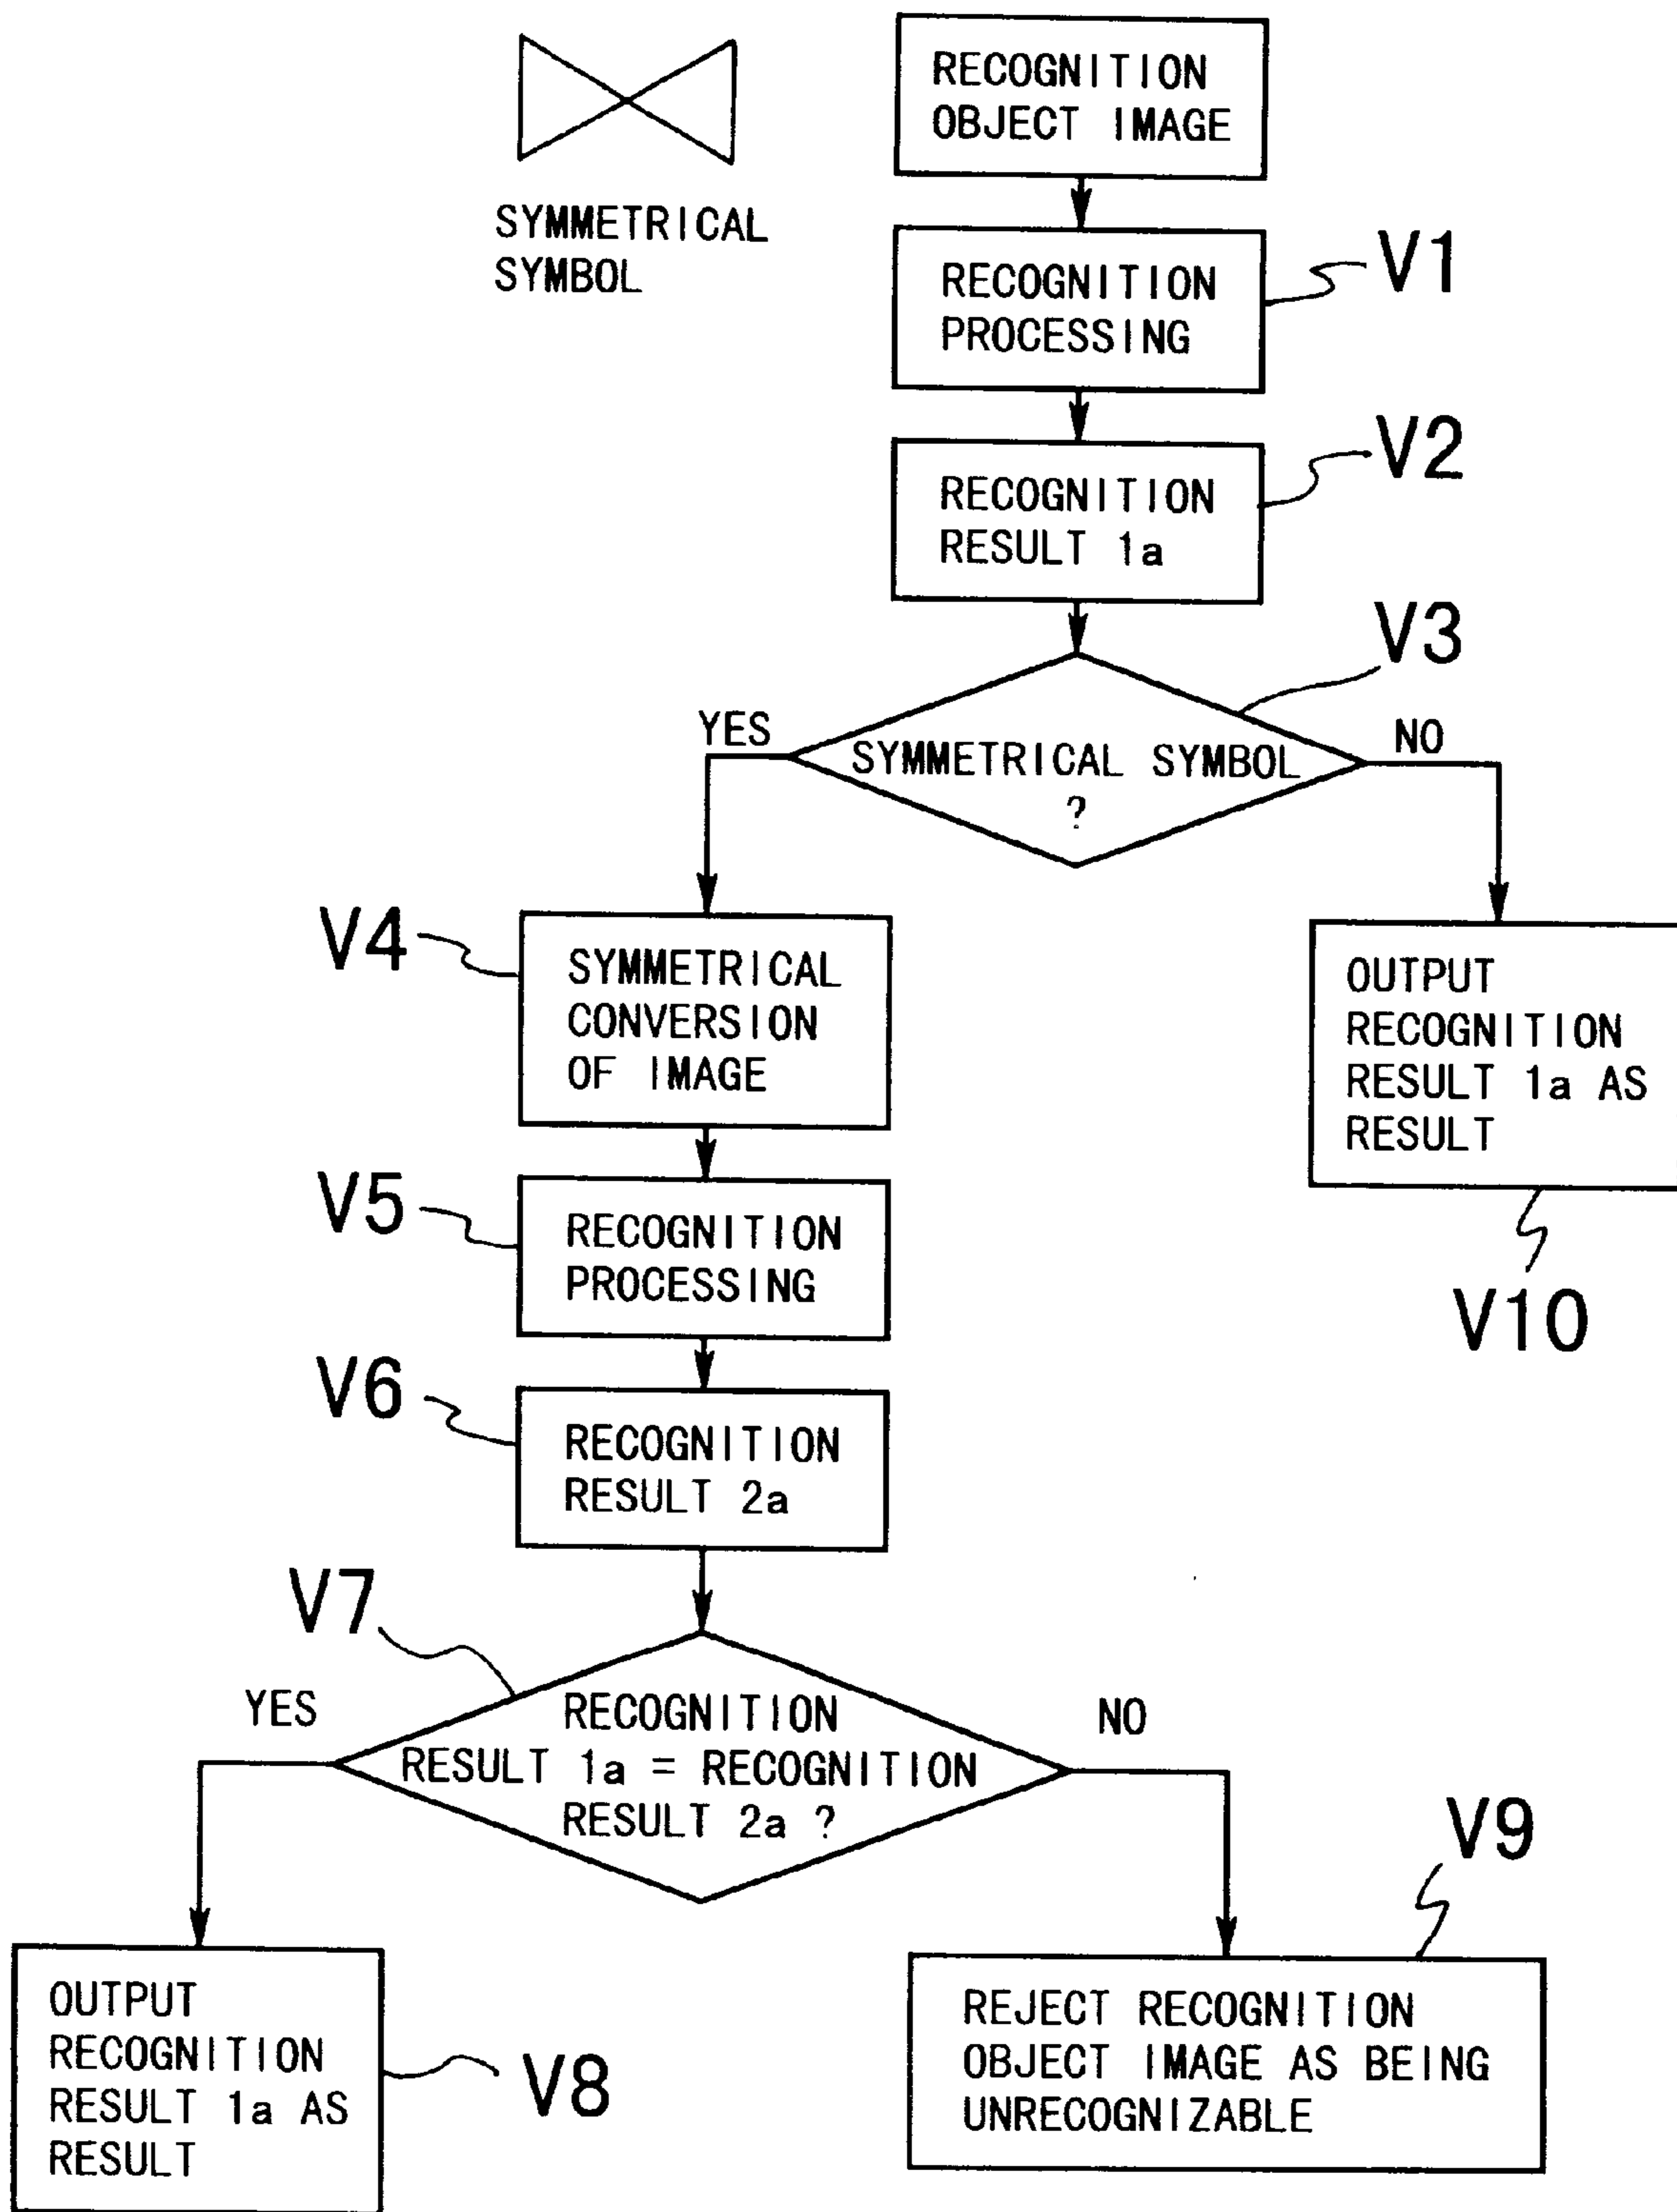 RECOGNITION
OBJECT IMAGE
SYMMETRICAL
SYMBOL
RECOGNITION
PROCESSING
V1
RECOGNITION
RESULT 1a
V2
V3
YES
SYMMETRICAL SYMBOL
?
NO
V4
SYMMETRICAL
CONVERSION
OF IMAGE
OUTPUT
RECOGNITION
RESULT 1a AS
RESULT
V10
V5
RECOGNITION
PROCESSING
V6
RECOGNITION
RESULT 2a
V7
YES
RECOGNITION
RESULT 1a = RECOGNITION
RESULT 2a ?
NO
V9
OUTPUT
RECOGNITION
RESULT 1a AS
RESULT
V8
REJECT RECOGNITION
OBJECT IMAGE AS BEING
UNRECOGNIZABLE